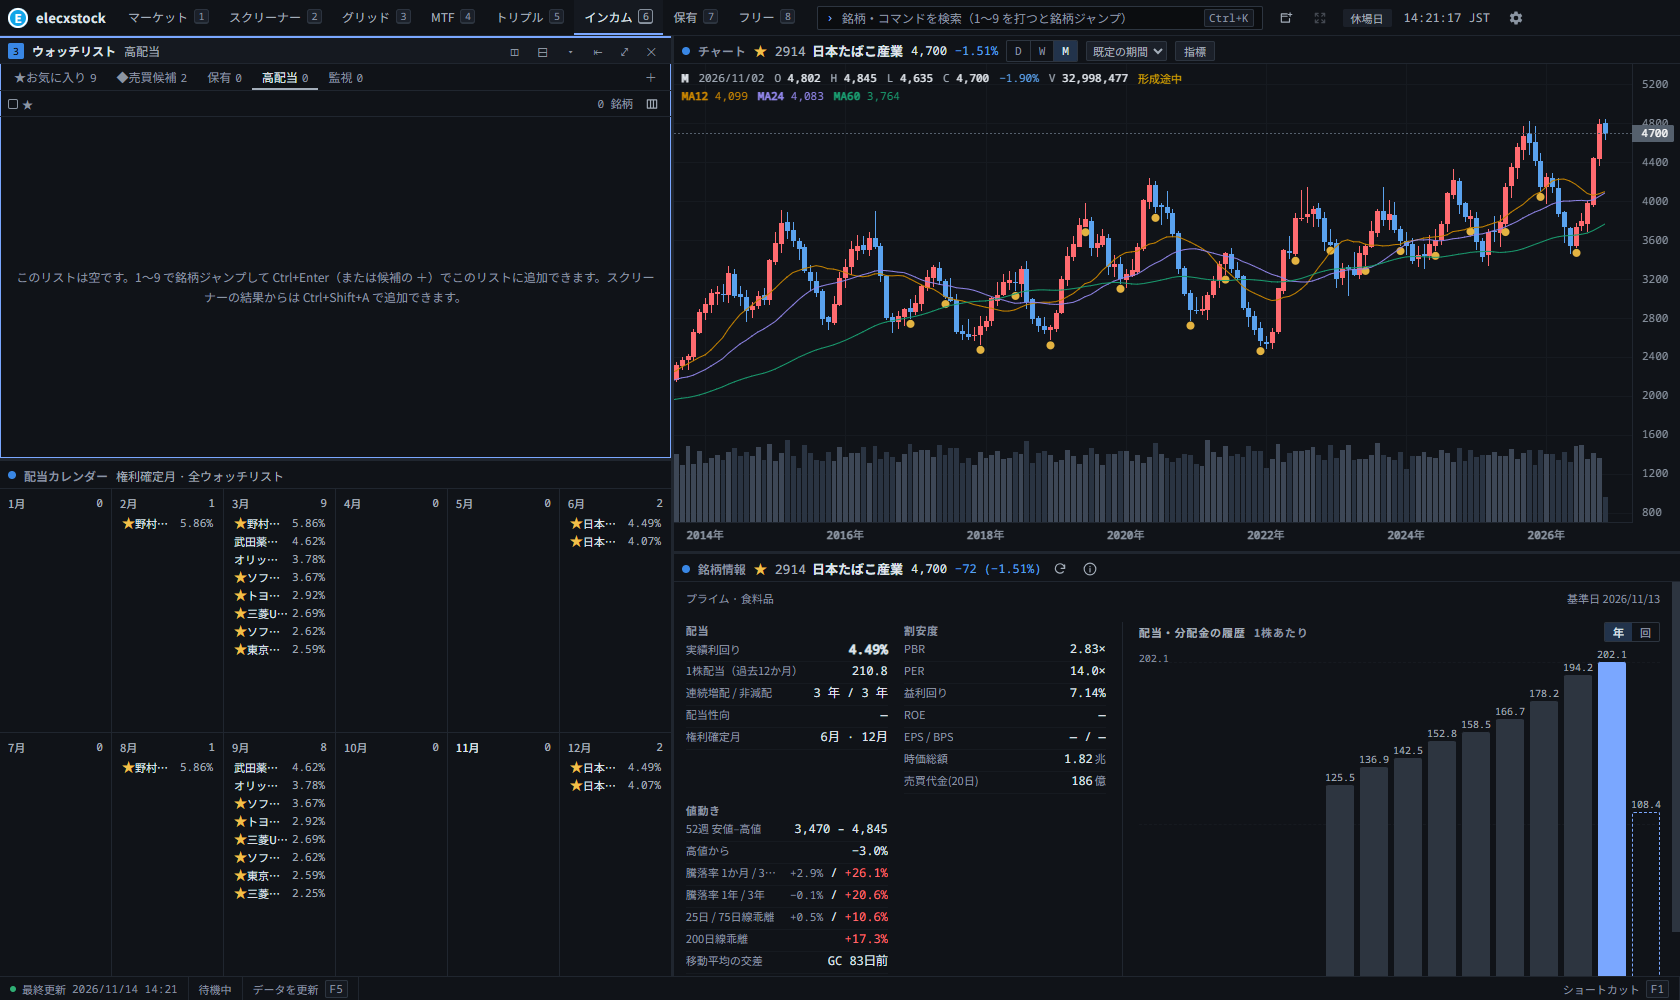 elecxstock マーケット 1 スクリーナー 2 グリッド 3 MTF 4 トリプル 5 インカム 6 保有 7 フリー 8 › 銘柄・コマンドを検索（1〜9 を打つと銘柄ジャンプ） Ctrl+K 休場日 14:21:17 JST
3 ウォッチリスト 高配当
★お気に入り 9 ◆売買候補 2 保有 0 高配当 0 監視 0 ＋
★ 0 銘柄
このリストは空です。1〜9 で銘柄ジャンプして Ctrl+Enter（または候補の ＋）でこのリストに追加できます。スクリー
ナーの結果からは Ctrl+Shift+A で追加できます。
配当カレンダー 権利確定月 · 全ウォッチリスト
1月 0
2月 1
★野村… 5.86%
3月 9
★野村… 5.86%
武田薬… 4.62%
オリッ… 3.78%
★ソフ… 3.67%
★トヨ… 2.92%
★三菱U… 2.69%
★ソフ… 2.62%
★東京… 2.59%
4月 0
5月 0
6月 2
★日本… 4.49%
★日本… 4.07%
7月 0
8月 1
★野村… 5.86%
9月 8
武田薬… 4.62%
オリッ… 3.78%
★ソフ… 3.67%
★トヨ… 2.92%
★三菱U… 2.69%
★ソフ… 2.62%
★東京… 2.59%
★三菱… 2.25%
10月 0
11月 0
12月 2
★日本… 4.49%
★日本… 4.07%
チャート ★ 2914 日本たばこ産業 4,700 −1.51% D W M 既定の期間 指標
M 2026/11/02 O 4,802 H 4,845 L 4,635 C 4,700 −1.90% V 32,998,477 形成途中
MA12 4,099 MA24 4,083 MA60 3,764
5200
4800
4700
4400
4000
3600
3200
2800
2400
2000
1600
1200
800
2014年 2016年 2018年 2020年 2022年 2024年 2026年
銘柄情報 ★ 2914 日本たばこ産業 4,700 −72 (−1.51%)
プライム · 食料品 基準日 2026/11/13
配当
実績利回り 4.49%
1株配当（過去12か月） 210.8
連続増配 / 非減配 3 年 / 3 年
配当性向 —
権利確定月 6月 · 12月
割安度
PBR 2.83×
PER 14.0×
益利回り 7.14%
ROE —
EPS / BPS — / —
時価総額 1.82 兆
売買代金(20日) 186 億
値動き
52週 安値–高値 3,470 – 4,845
高値から −3.0%
騰落率 1か月 / 3… +2.9% / +26.1%
騰落率 1年 / 3年 −0.1% / +20.6%
25日 / 75日線乖離 +0.5% / +10.6%
200日線乖離 +17.3%
移動平均の交差 GC 83日前
配当・分配金の履歴 1株あたり 年 回
202.1
125.5
136.9
142.5
152.8
158.5
166.7
178.2
194.2
202.1
108.4
最終更新 2026/11/14 14:21 待機中 データを更新 F5 ショートカット F1